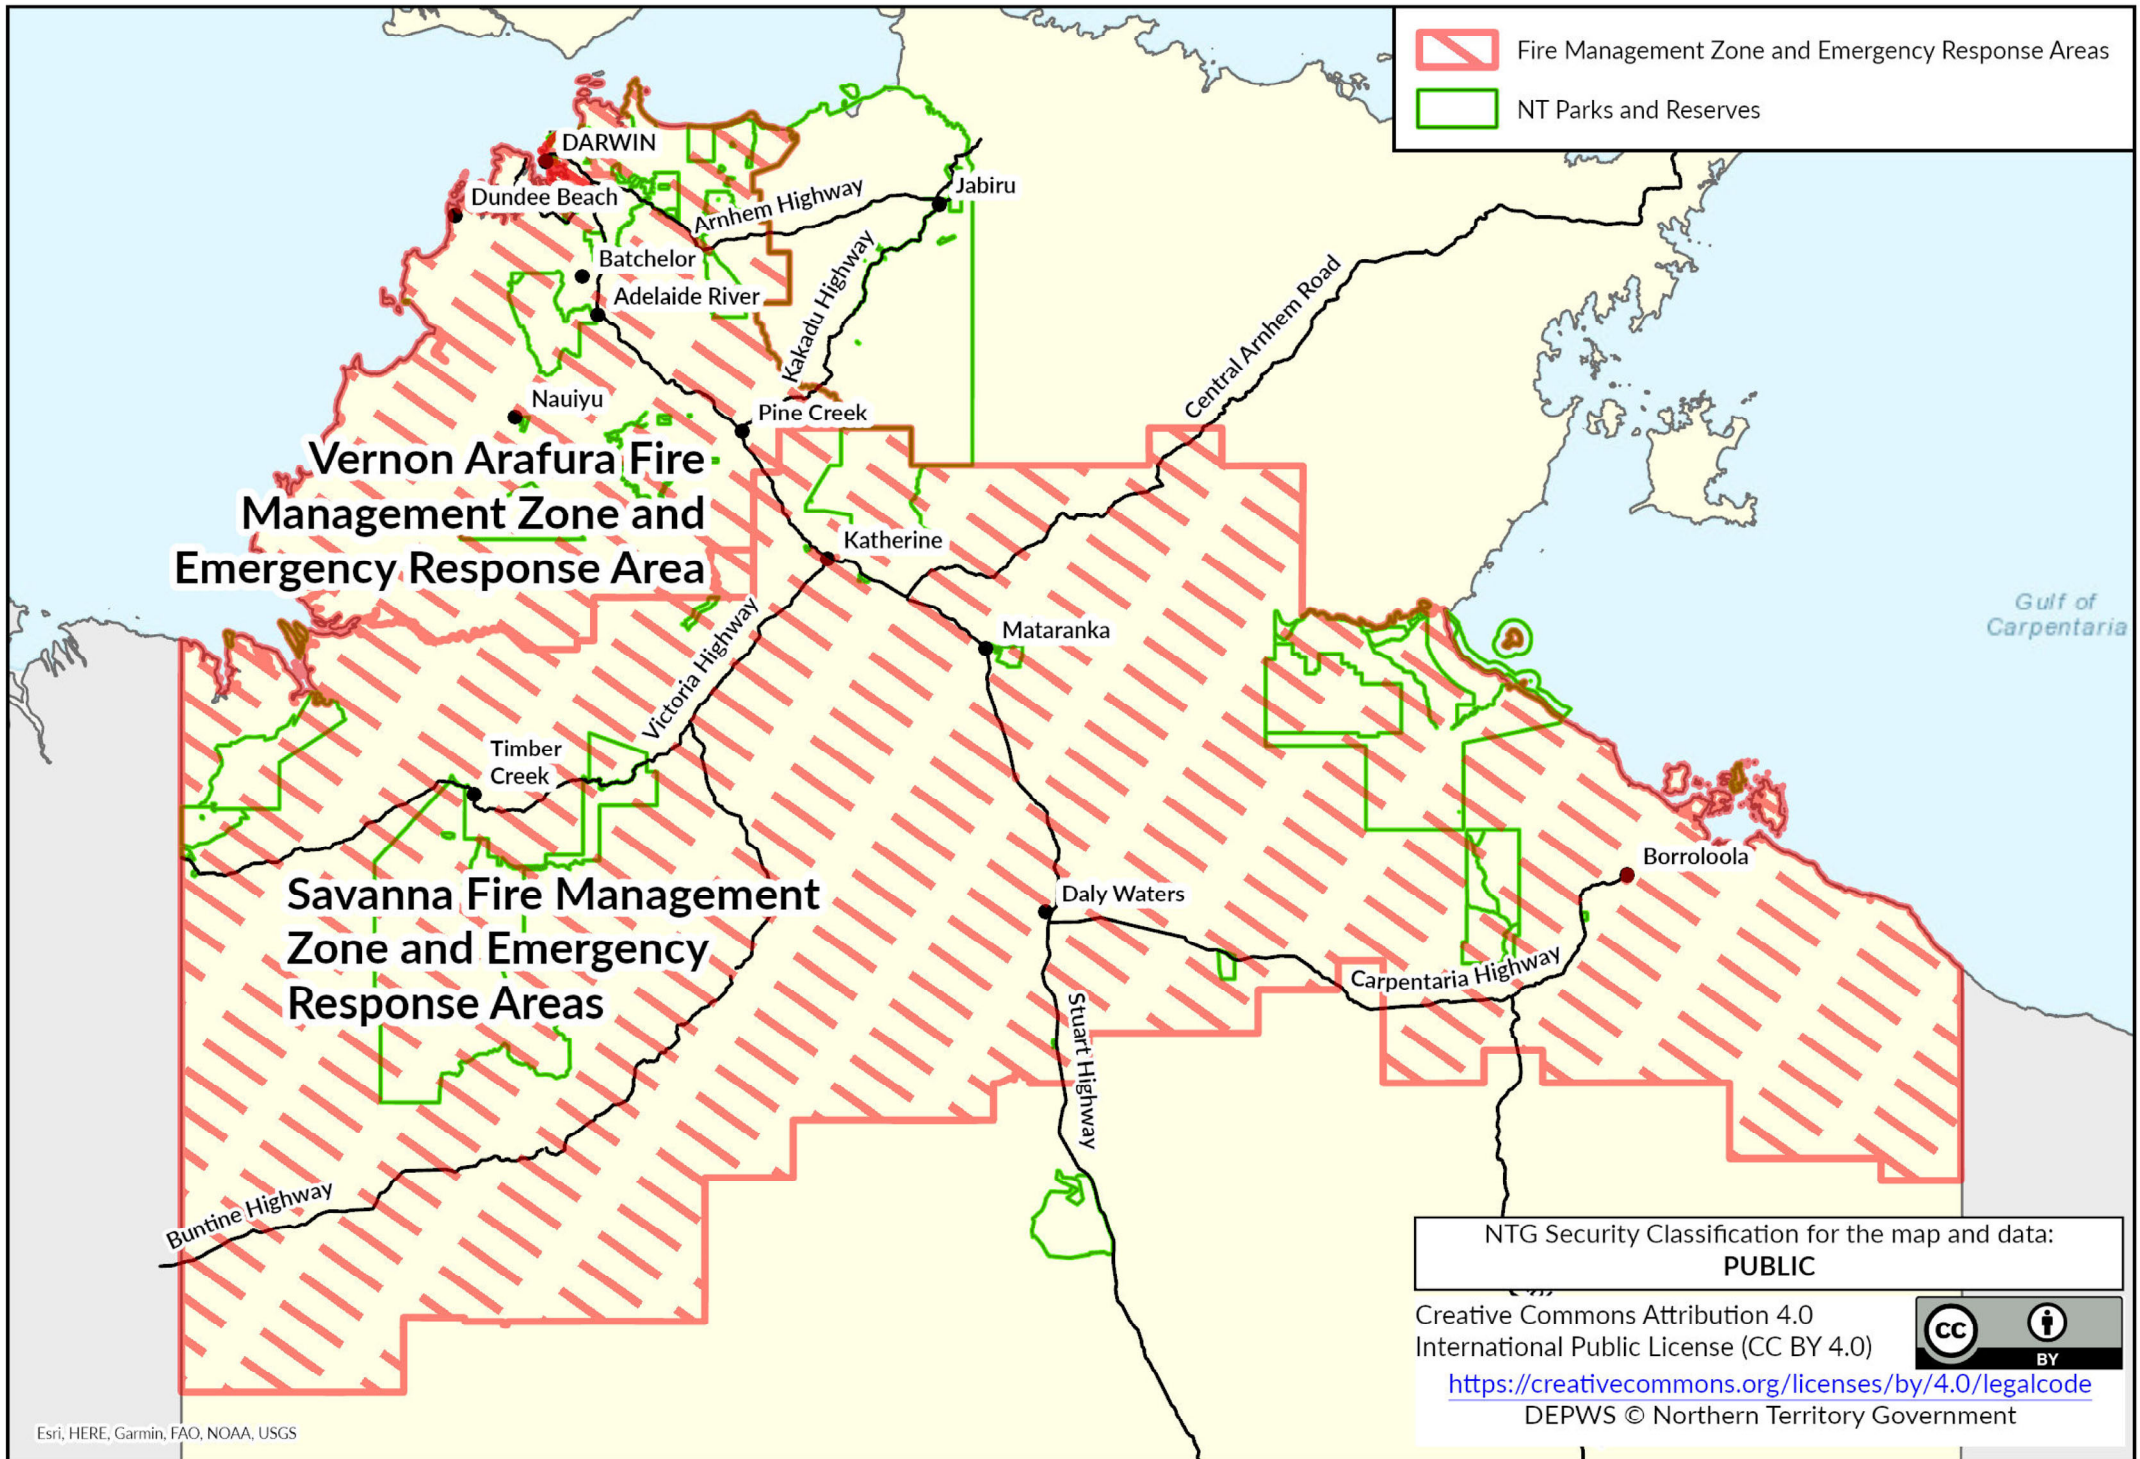 Fire Management Zone and Emergency Response Areas
NT Parks and Reserves
DARWIN
Dundee Beach
Arnhem Highway
Jabiru
Batchelor
Adelaide River
Kakadu Highway
Central Arnhem Road
Nauiyu
Pine Creek
Vernon Arafura Fire
Management Zone and
Emergency Response Area
Katherine
Gulf of
Carpentaria
Mataranka
Victoria Highway
Timber
Creek
Borroloola
Savanna Fire Management
Zone and Emergency
Response Areas
Daly Waters
Carpentaria Highway
Stuart Highway
Buntine Highway
NTG Security Classification for the map and data:
PUBLIC
Creative Commons Attribution 4.0
International Public License (CC BY 4.0)
cc
BY
https://creativecommons.org/licenses/by/4.0/legalcode
DEPWS © Northern Territory Government
Esri, HERE, Garmin, FAO, NOAA, USGS